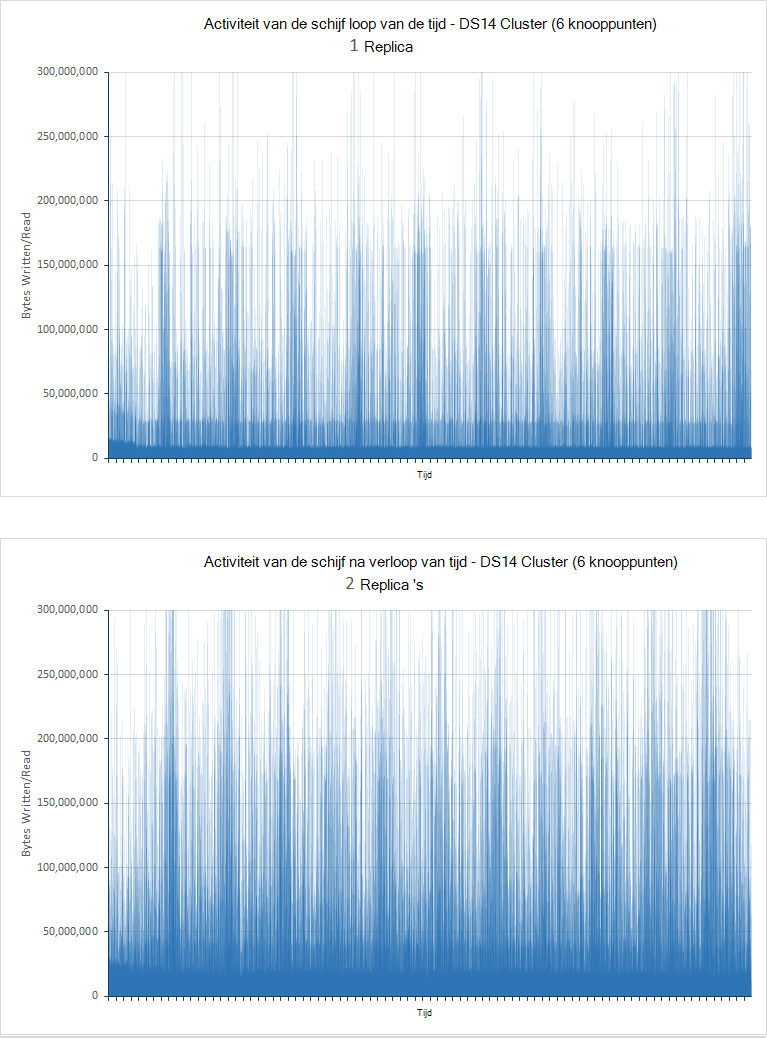 Activiteit van de schijf loop van de tijd - DS14 Cluster (6 knooppunten)
1 Replica
300,000,000
250,000,000
200,000,000
150,000,000
100,000,000
50,000,000
0
Bytes Written/Read
Tijd
Activiteit van de schijf na verloop van tijd - DS14 Cluster (6 knooppunten)
2 Replica 's
300,000,000
250,000,000
200,000,000
150,000,000
100,000,000
50,000,000
0
Bytes Written/Read
Tijd